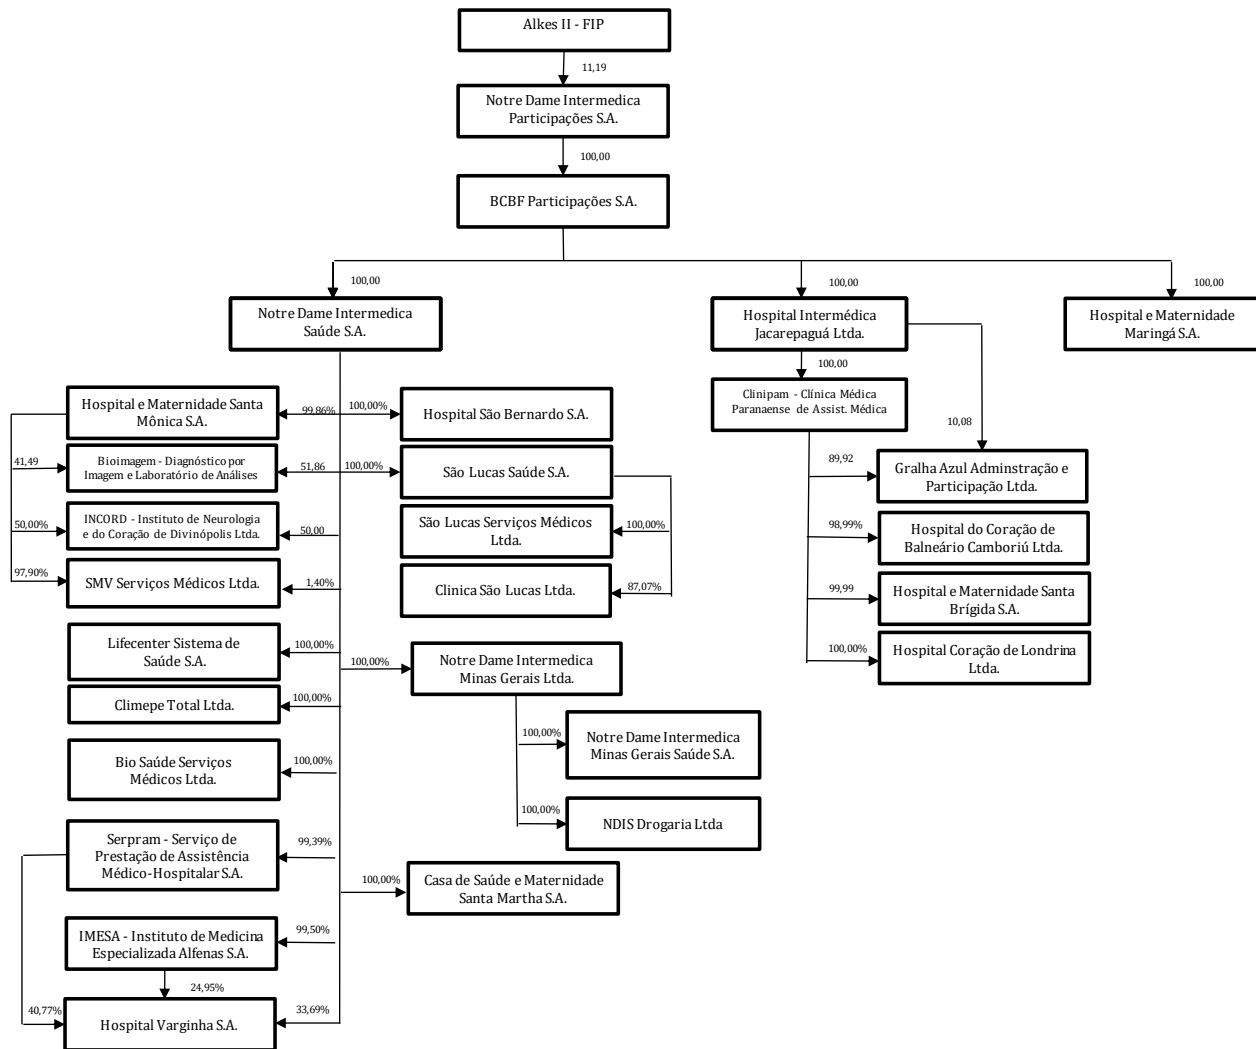 Alkes II - FIP
11,19
Notre Dame Intermedica
Participações S.A.
100,00
BCBF Participações S.A.
100,00
100,00
100,00
Notre Dame Intermedica
Saúde S.A.
Hospital Intermédica
Jacarepaguá Ltda.
Hospital e Maternidade
Maringá S.A.
100,00
Clinipam - Clínica Médica
Paranaense de Assist. Médica
10,08
Hospital e Maternidade Santa
Mônica S.A.
99,86%
100,00%
Hospital São Bernardo S.A.
41,49
Bioimagem - Diagnóstico por
Imagem e Laboratório de Análises
51,86
100,00%
São Lucas Saúde S.A.
89,92
Gralha Azul Adminstração e
Participação Ltda.
50,00%
INCORD - Instituto de Neurologia
e do Coração de Divinópolis Ltda.
50,00
São Lucas Serviços Médicos
Ltda.
100,00%
98,99%
Hospital do Coração de
Balneário Camboriú Ltda.
97,90%
SMV Serviços Médicos Ltda.
1,40%
Clinica São Lucas Ltda.
87,07%
99,99
Hospital e Maternidade Santa
Brígida S.A.
Lifecenter Sistema de
Saúde S.A.
100,00%
100,00%
Notre Dame Intermedica
Minas Gerais Ltda.
100,00%
Hospital Coração de Londrina
Ltda.
Climepe Total Ltda.
100,00%
Bio Saúde Serviços
Médicos Ltda.
100,00%
100,00%
Notre Dame Intermedica
Minas Gerais Saúde S.A.
100,00%
NDIS Drogaria Ltda
Serpram - Serviço de
Prestação de Assistência
Médico-Hospitalar S.A.
99,39%
100,00%
Casa de Saúde e Maternidade
Santa Martha S.A.
IMESA - Instituto de Medicina
Especializada Alfenas S.A.
99,50%
24,95%
40,77%
Hospital Varginha S.A.
33,69%